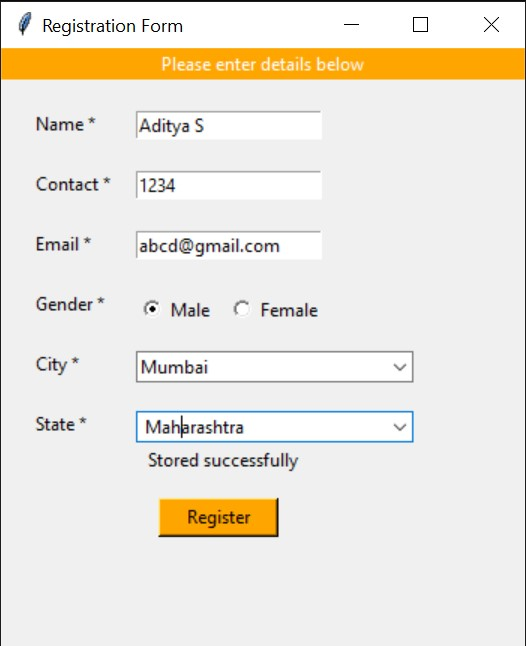 Registration Form
Please enter details below
Name * Aditya S
Contact * 1234
Email * abcd@gmail.com
Gender * Male Female
City * Mumbai
State * Maharashtra
Stored successfully
Register